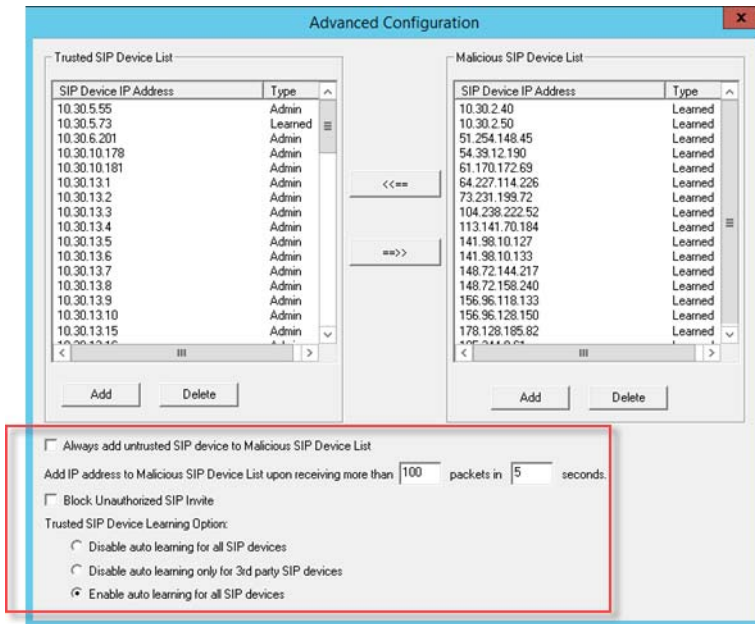 Advanced Configuration
x
Trusted SIP Device List
SIP Device IP Address Type
10.30.5.55 Admin
10.30.5.73 Learned
10.30.6.201 Admin
10.30.10.178 Admin
10.30.10.181 Admin
10.30.13.1 Admin
10.30.13.2 Admin
10.30.13.3 Admin
10.30.13.4 Admin
10.30.13.5 Admin
10.30.13.6 Admin
10.30.13.7 Admin
10.30.13.8 Admin
10.30.13.9 Admin
10.30.13.10 Admin
10.30.13.15 Admin
Add Delete
<<==
==>>
Malicious SIP Device List
SIP Device IP Address Type
10.30.2.40 Learned
10.30.2.50 Learned
51.254.148.45 Learned
54.39.12.190 Learned
61.170.172.69 Learned
64.227.114.226 Learned
73.231.199.72 Learned
104.238.222.52 Learned
113.141.70.184 Learned
141.98.10.127 Learned
141.98.10.133 Learned
148.72.144.217 Learned
148.72.158.240 Learned
156.96.118.133 Learned
156.96.128.150 Learned
178.128.185.82 Learned
Add Delete
Always add untrusted SIP device to Malicious SIP Device List
Add IP address to Malicious SIP Device List upon receiving more than 100 packets in 5 seconds.
Block Unauthorized SIP Invite
Trusted SIP Device Learning Option:
Disable auto learning for all SIP devices
Disable auto learning only for 3rd party SIP devices
Enable auto learning for all SIP devices